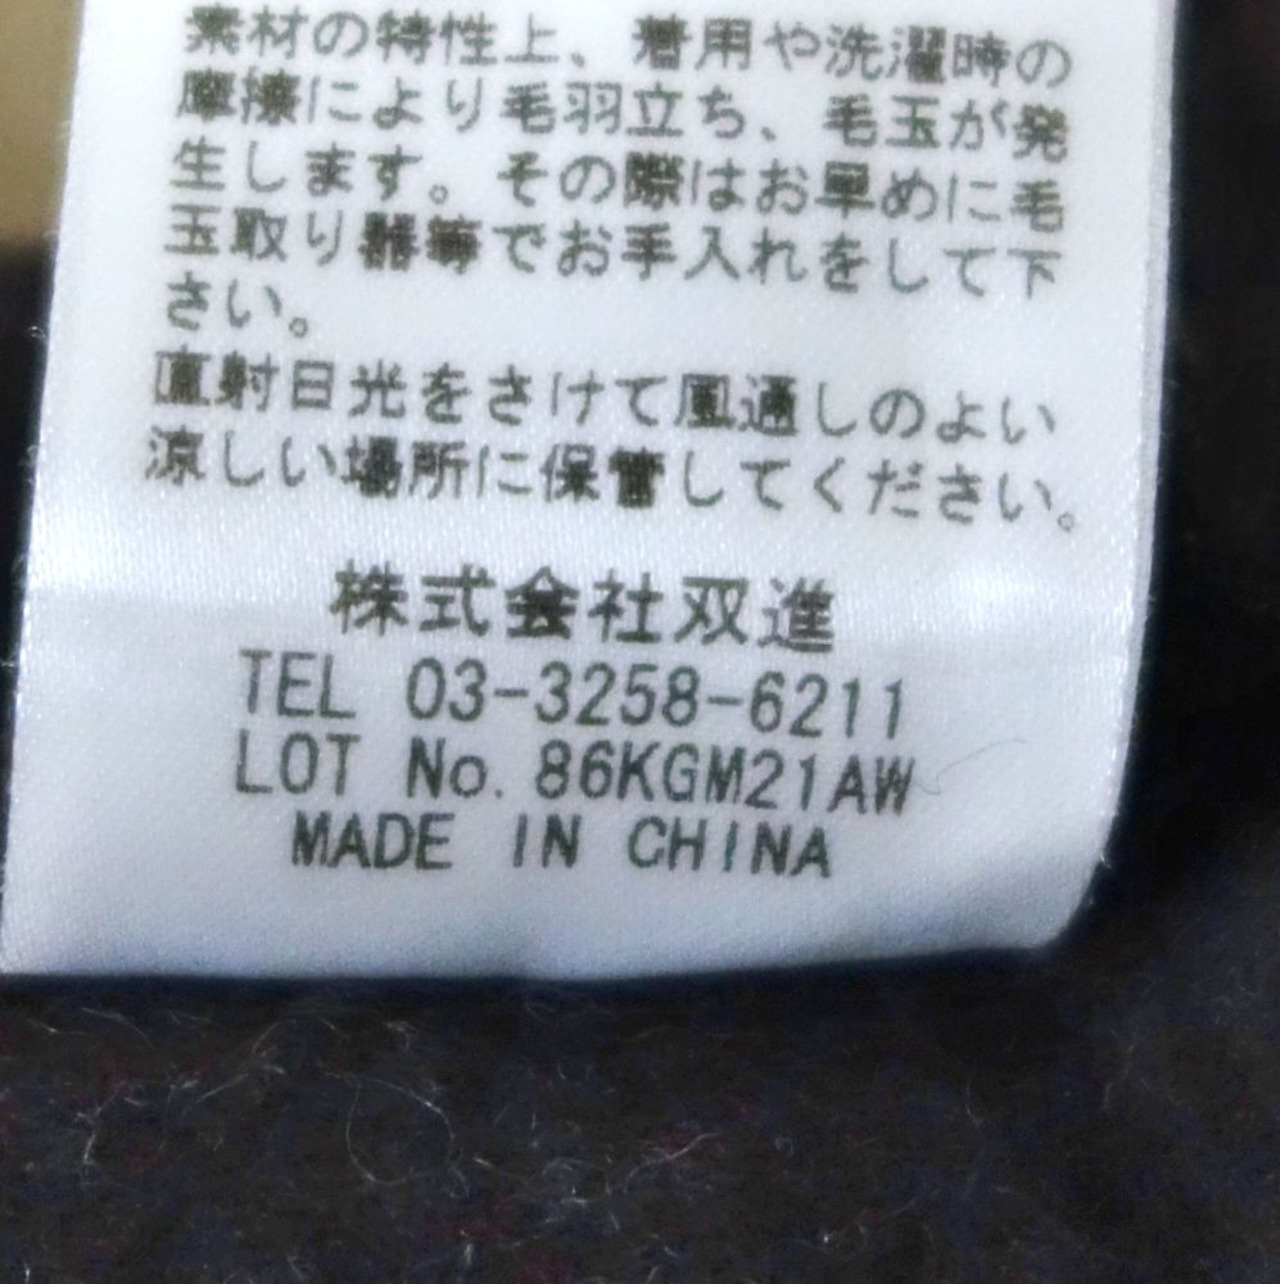 素材の特性上、着用や洗濯時の
摩擦により毛羽立ち、毛玉が発
生します。その際はお早めに毛
玉取り器等でお手入れをして下
さい。
直射日光をさけて風通しのよい
涼しい場所に保管してください。
株式会社双進
TEL 03-3258-6211
LOT No. 86KGM21AW
MADE IN CHINA